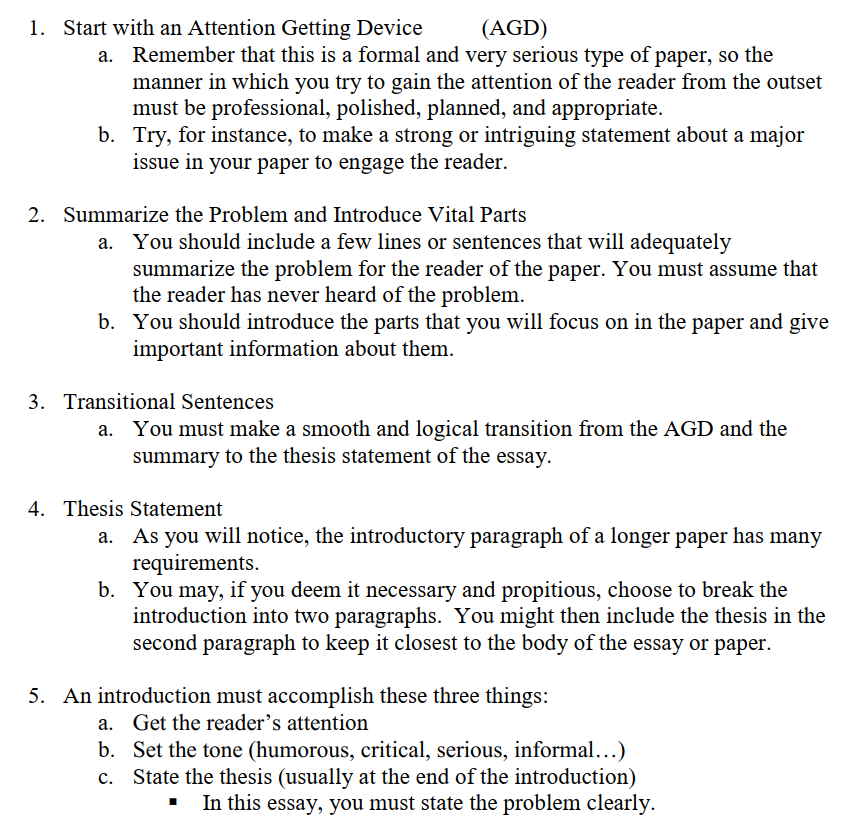 1. Start with an Attention Getting Device (AGD)
a. Remember that this is a formal and very serious type of paper, so the
manner in which you try to gain the attention of the reader from the outset
must be professional, polished, planned, and appropriate.
b. Try, for instance, to make a strong or intriguing statement about a major
issue in your paper to engage the reader.
2. Summarize the Problem and Introduce Vital Parts
a. You should include a few lines or sentences that will adequately
summarize the problem for the reader of the paper. You must assume that
the reader has never heard of the problem.
b. You should introduce the parts that you will focus on in the paper and give
important information about them.
3. Transitional Sentences
a. You must make a smooth and logical transition from the AGD and the
summary to the thesis statement of the essay.
4. Thesis Statement
a. As you will notice, the introductory paragraph of a longer paper has many
requirements.
b. You may, if you deem it necessary and propitious, choose to break the
introduction into two paragraphs.  You might then include the thesis in the
second paragraph to keep it closest to the body of the essay or paper.
5. An introduction must accomplish these three things:
a. Get the reader’s attention
b. Set the tone (humorous, critical, serious, informal…)
c. State the thesis (usually at the end of the introduction)
▪ In this essay, you must state the problem clearly.